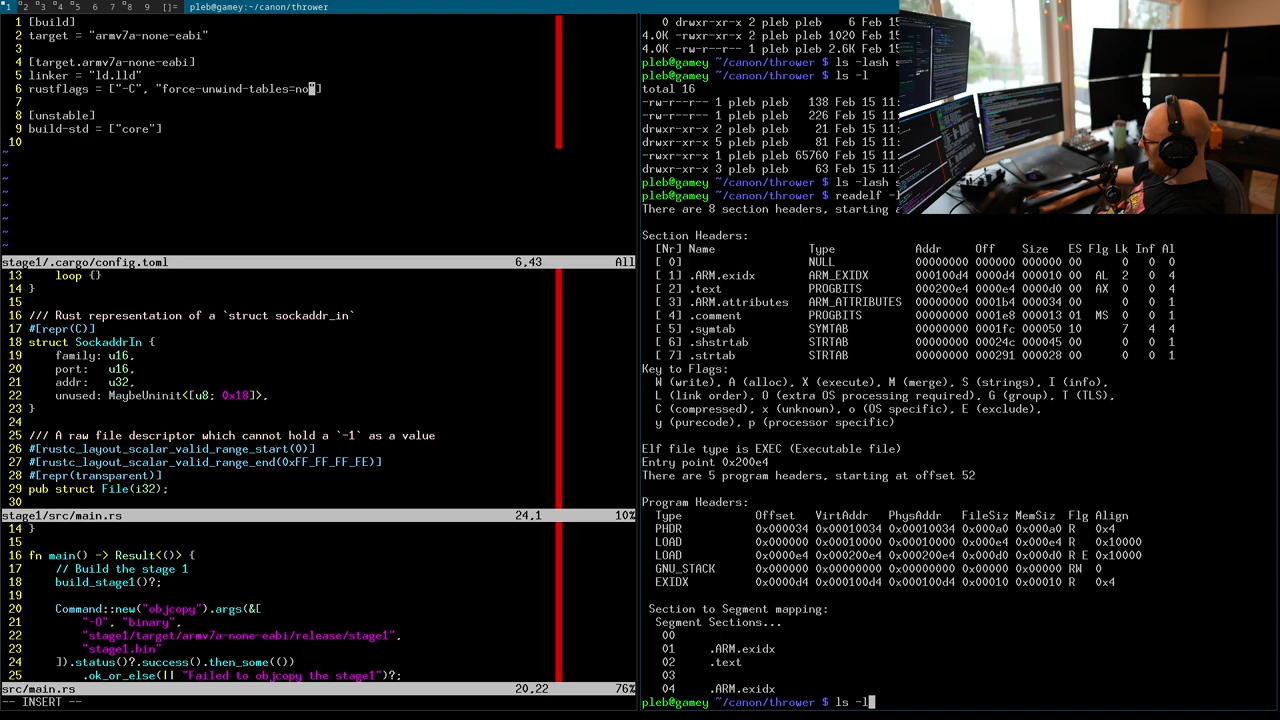 1 2 3 4 5 6 7 8 9 []= pleb@gamey:~/canon/thrower
1 [build]
2 target = "armv7a-none-eabi"
3
4 [target.armv7a-none-eabi]
5 linker = "ld.lld"
6 rustflags = ["-C", "force-unwind-tables=no"]
7
8 [unstable]
9 build-std = ["core"]
10
~
~
~
~
~
~
~
~
stage1/.cargo/config.toml 6,43 All
13 loop {}
14 }
15
16 /// Rust representation of a `struct sockaddr_in`
17 #[repr(C)]
18 struct SockaddrIn {
19 family: u16,
20 port: u16,
21 addr: u32,
22 unused: MaybeUninit<[u8; 0x18]>,
23 }
24
25 /// A raw file descriptor which cannot hold a `-1` as a value
26 #[rustc_layout_scalar_valid_range_start(0)]
27 #[rustc_layout_scalar_valid_range_end(0xFF_FF_FF_FE)]
28 #[repr(transparent)]
29 pub struct File(i32);
30
stage1/src/main.rs 24,1 10%
14 }
15
16 fn main() -> Result<()> {
17 // Build the stage 1
18 build_stage1()?;
19
20 Command::new("objcopy").args(&[
21 "-O", "binary",
22 "stage1/target/armv7a-none-eabi/release/stage1",
23 "stage1.bin"
24 ]).status()?.success().then_some(())
25 .ok_or_else(|| "Failed to objcopy the stage1")?;
src/main.rs 20,22 76%
-- INSERT --
0 drwxr-xr-x 2 pleb pleb 6 Feb 15
4.0K -rwxr-xr-x 2 pleb pleb 1020 Feb 15
4.0K -rw-r--r-- 1 pleb pleb 2.6K Feb 15
pleb@gamey ~/canon/thrower $ ls -lash s
pleb@gamey ~/canon/thrower $ ls -l
total 16
-rw-r--r-- 1 pleb pleb 138 Feb 15 11:
-rw-r--r-- 1 pleb pleb 226 Feb 15 11:
drwxr-xr-x 2 pleb pleb 21 Feb 15 11:
drwxr-xr-x 5 pleb pleb 81 Feb 15 11:
-rwxr-xr-x 1 pleb pleb 65760 Feb 15 11:
drwxr-xr-x 3 pleb pleb 63 Feb 15 11:
pleb@gamey ~/canon/thrower $ ls -lash s
pleb@gamey ~/canon/thrower $ readelf -
There are 8 section headers, starting
Section Headers:
[Nr] Name Type Addr Off Size ES Flg Lk Inf Al
[ 0] NULL 00000000 000000 000000 00 0 0 0
[ 1] .ARM.exidx ARM_EXIDX 000100d4 0000d4 000010 00 AL 2 0 4
[ 2] .text PROGBITS 000200e4 0000e4 0000d0 00 AX 0 0 4
[ 3] .ARM.attributes ARM_ATTRIBUTES 00000000 0001b4 000034 00 0 0 1
[ 4] .comment PROGBITS 00000000 0001e8 000013 01 MS 0 0 1
[ 5] .symtab SYMTAB 00000000 0001fc 000050 10 7 4 4
[ 6] .shstrtab STRTAB 00000000 00024c 000045 00 0 0 1
[ 7] .strtab STRTAB 00000000 000291 000028 00 0 0 1
Key to Flags:
W (write), A (alloc), X (execute), M (merge), S (strings), I (info),
L (link order), O (extra OS processing required), G (group), T (TLS),
C (compressed), x (unknown), o (OS specific), E (exclude),
y (purecode), p (processor specific)
Elf file type is EXEC (Executable file)
Entry point 0x200e4
There are 5 program headers, starting at offset 52
Program Headers:
Type Offset VirtAddr PhysAddr FileSiz MemSiz Flg Align
PHDR 0x000034 0x00010034 0x00010034 0x000a0 0x000a0 R 0x4
LOAD 0x000000 0x00010000 0x00010000 0x000e4 0x000e4 R 0x10000
LOAD 0x0000e4 0x000200e4 0x000200e4 0x000d0 0x000d0 R E 0x10000
GNU_STACK 0x000000 0x00000000 0x00000000 0x00000 0x00000 RW 0
EXIDX 0x0000d4 0x000100d4 0x000100d4 0x00010 0x00010 R 0x4
Section to Segment mapping:
Segment Sections...
00
01 .ARM.exidx
02 .text
03
04 .ARM.exidx
pleb@gamey ~/canon/thrower $ ls -l